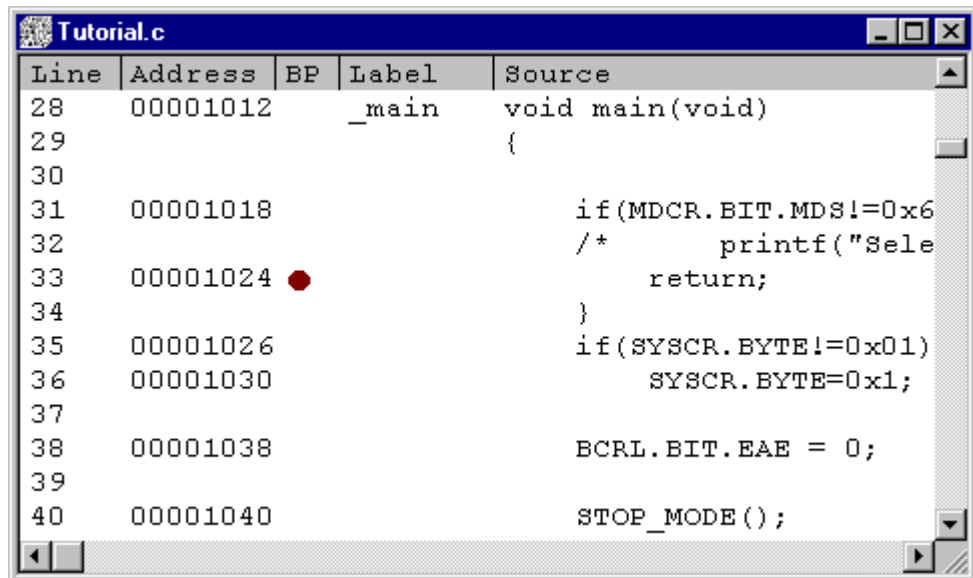 Tutorial.c
Line Address BP Label Source
28 00001012 _main void main(void)
29 {
30
31 00001018 if(MDCR.BIT.MDS!=0x6
32 /* printf("Sele
33 00001024 return;
34 }
35 00001026 if(SYSCR.BYTE!=0x01)
36 00001030 SYSCR.BYTE=0x1;
37
38 00001038 BCRL.BIT.EAE = 0;
39
40 00001040 STOP_MODE();